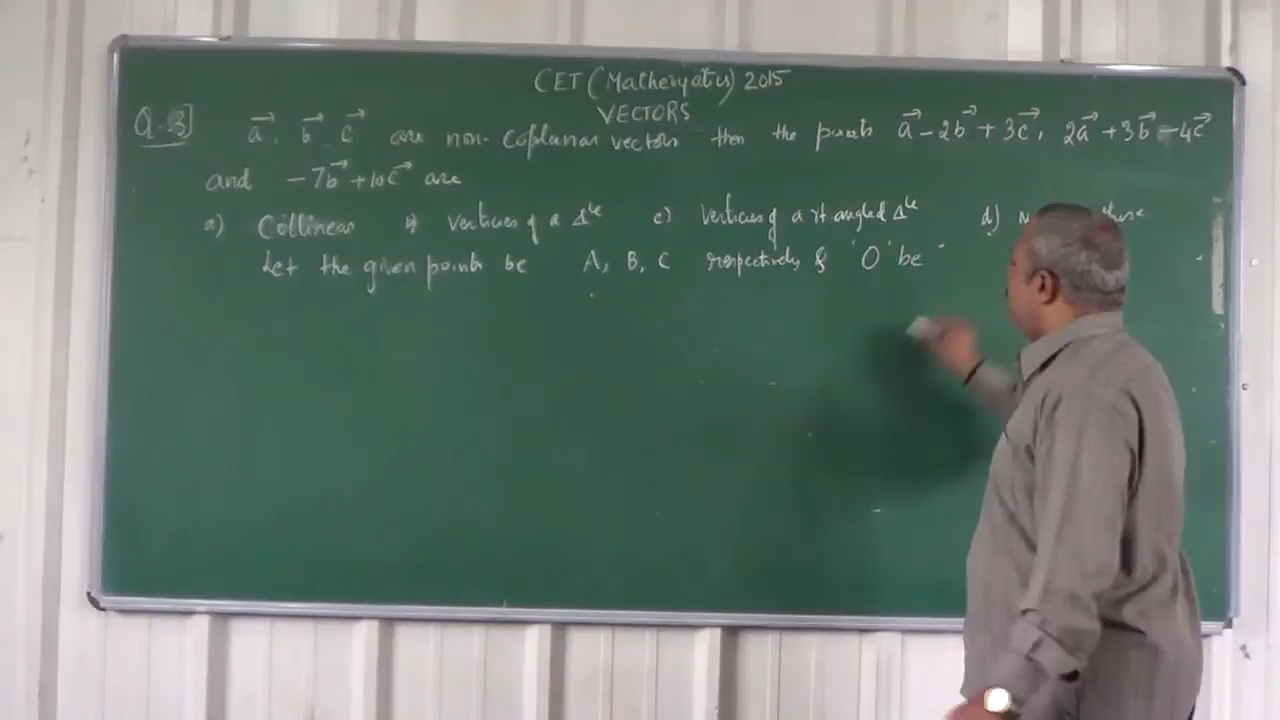 CET (Mathematics) 2015
VECTORS
Q.3] a⃗, b⃗, c⃗ are non-coplanar vectors then the points a⃗ - 2b⃗ + 3c⃗, 2a⃗ + 3b⃗ - 4c⃗
and -7b⃗ + 10c⃗ are
a) Collinear b) vertices of a Δle c) vertices of a rt angled Δle d)
Let the given points be A, B, C respectively & 'O' be